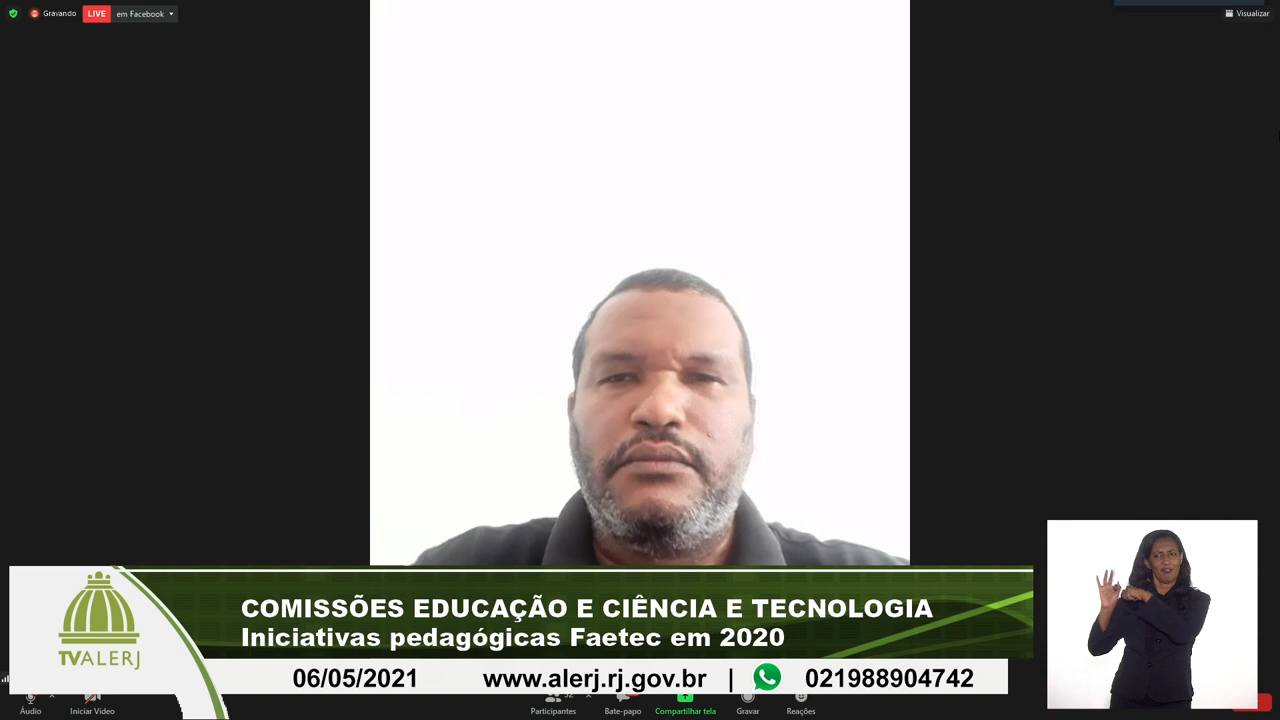 Gravando
LIVE em Facebook
Visualizar
COMISSÕES EDUCAÇÃO E CIÊNCIA E TECNOLOGIA
Iniciativas pedagógicas Faetec em 2020
TVALERJ
06/05/2021 www.alerj.rj.gov.br | 021988904742
Áudio
Iniciar Vídeo
Participantes
Bate-papo
Compartilhar tela
Gravar
Reações